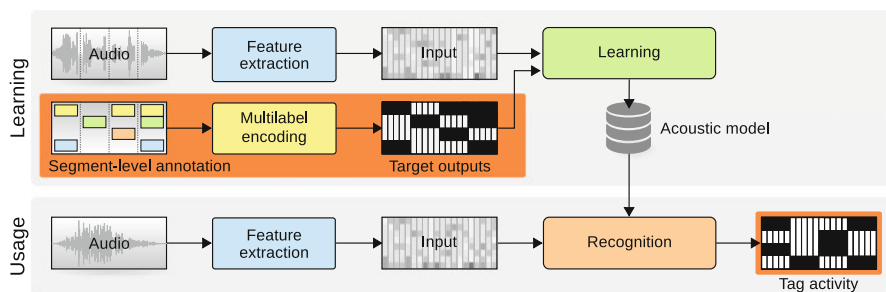 Learning
Audio
Feature
extraction
Input
Learning
Segment-level annotation
Multilabel
encoding
Target outputs
Acoustic model
Usage
Audio
Feature
extraction
Input
Recognition
Tag activity